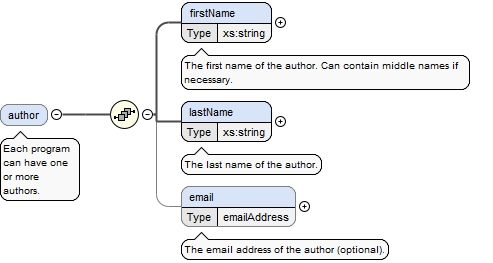 firstName
Type xs:string
The first name of the author. Can contain middle names if
necessary.
author
Each program
can have one
or more
authors.
lastName
Type xs:string
The last name of the author.
email
Type emailAddress
The email address of the author (optional).